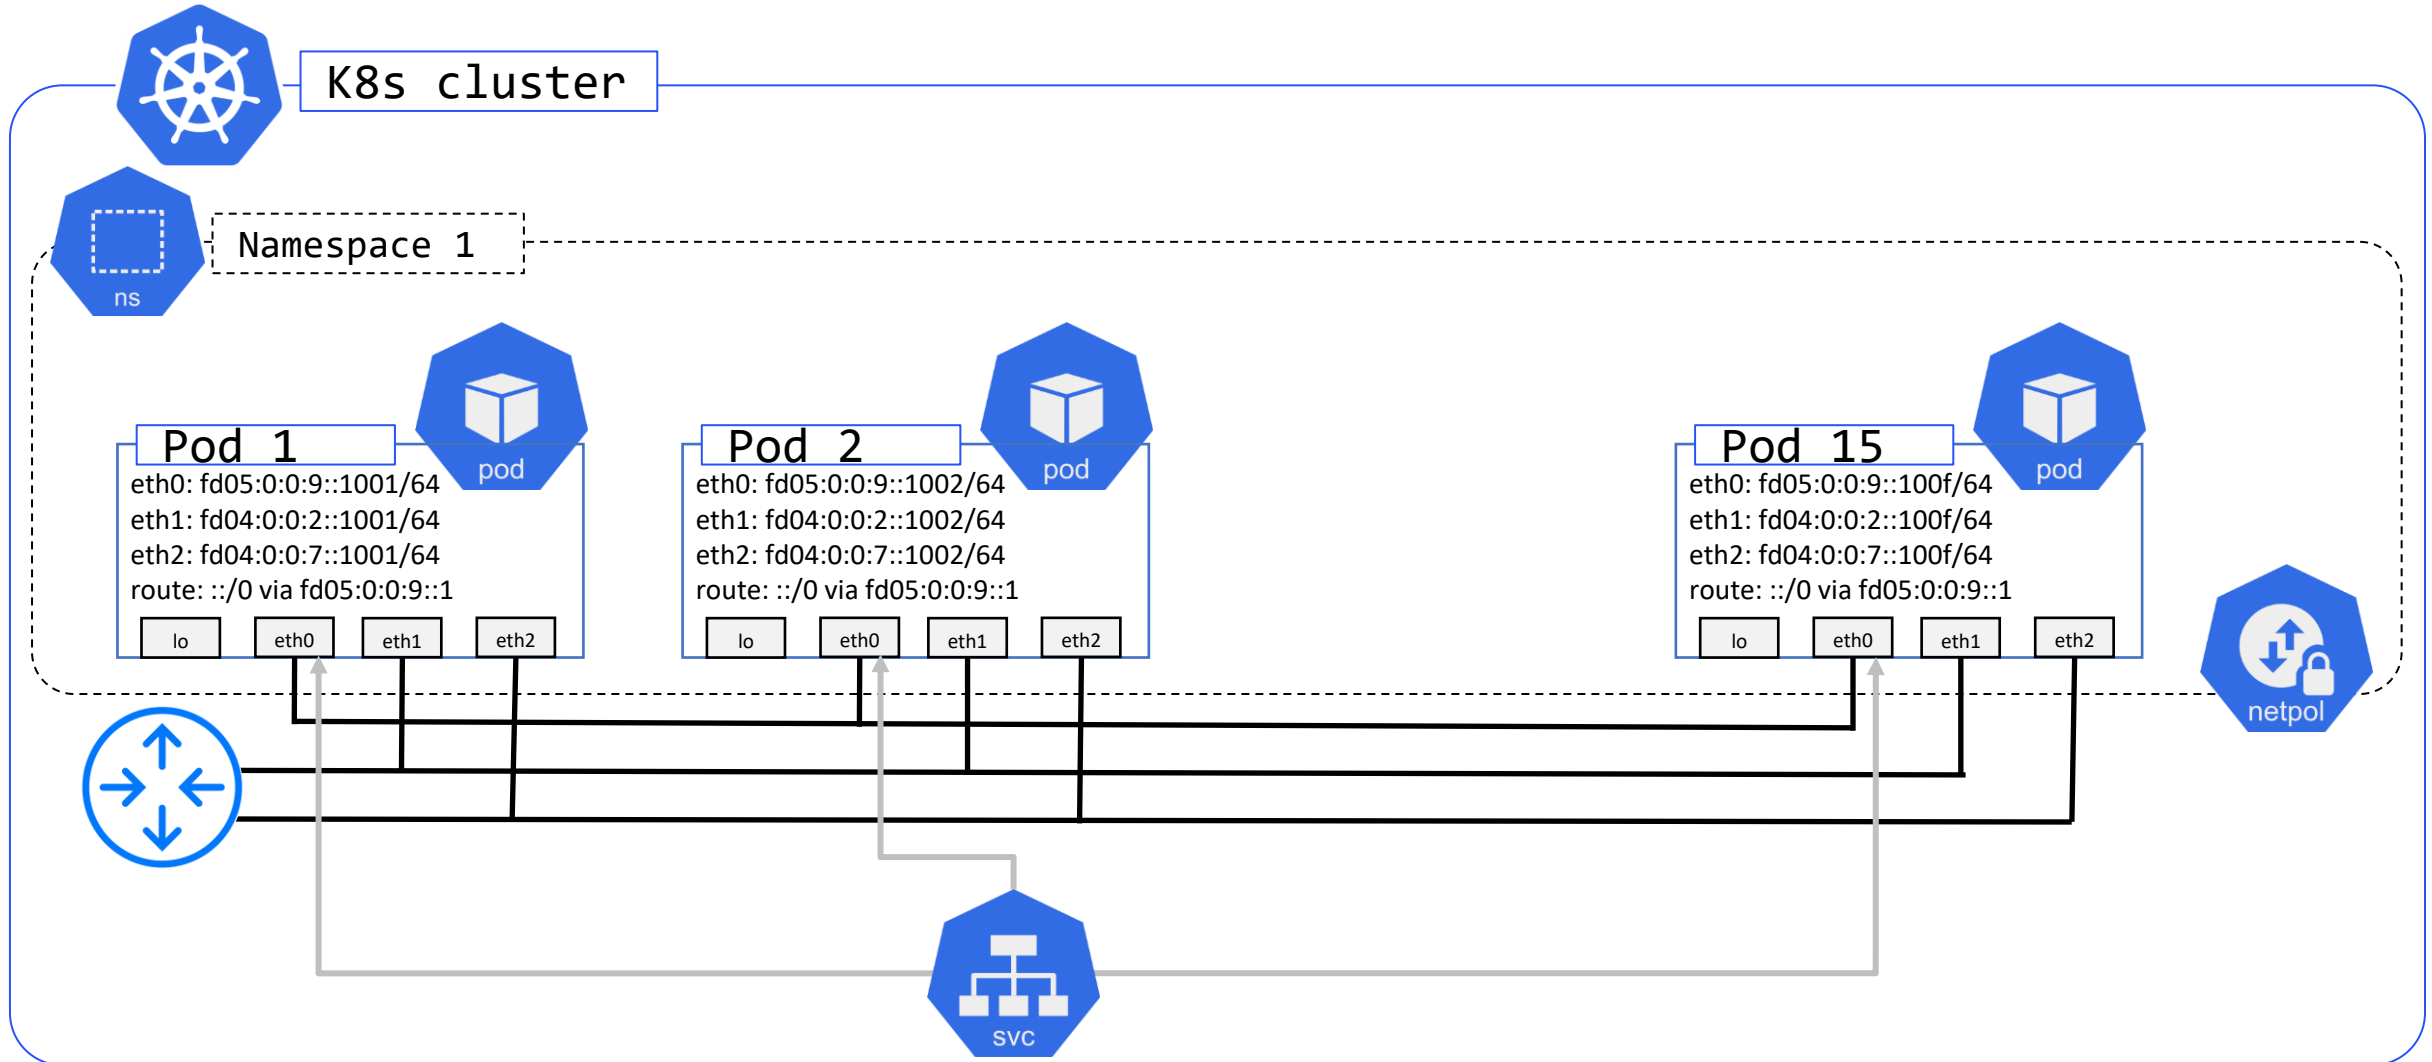 K8s cluster
ns
Namespace 1
Pod 1
pod
eth0: fd05:0:0:9::1001/64
eth1: fd04:0:0:2::1001/64
eth2: fd04:0:0:7::1001/64
route: ::/0 via fd05:0:0:9::1
lo
eth0
eth1
eth2
Pod 2
pod
eth0: fd05:0:0:9::1002/64
eth1: fd04:0:0:2::1002/64
eth2: fd04:0:0:7::1002/64
route: ::/0 via fd05:0:0:9::1
lo
eth0
eth1
eth2
Pod 15
pod
eth0: fd05:0:0:9::100f/64
eth1: fd04:0:0:2::100f/64
eth2: fd04:0:0:7::100f/64
route: ::/0 via fd05:0:0:9::1
lo
eth0
eth1
eth2
netpol
svc